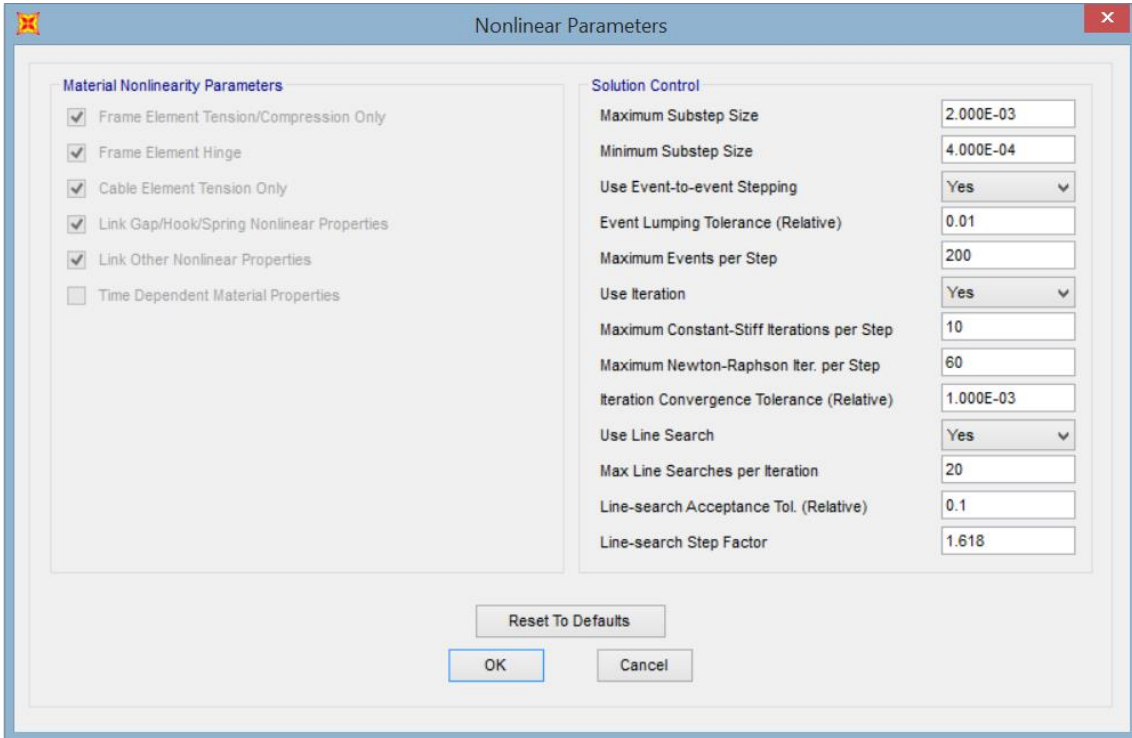 Nonlinear Parameters
Material Nonlinearity Parameters
Frame Element Tension/Compression Only
Frame Element Hinge
Cable Element Tension Only
Link Gap/Hook/Spring Nonlinear Properties
Link Other Nonlinear Properties
Time Dependent Material Properties
Solution Control
Maximum Substep Size 2.000E-03
Minimum Substep Size 4.000E-04
Use Event-to-event Stepping Yes
Event Lumping Tolerance (Relative) 0.01
Maximum Events per Step 200
Use Iteration Yes
Maximum Constant-Stiff Iterations per Step 10
Maximum Newton-Raphson Iter. per Step 60
Iteration Convergence Tolerance (Relative) 1.000E-03
Use Line Search Yes
Max Line Searches per Iteration 20
Line-search Acceptance Tol. (Relative) 0.1
Line-search Step Factor 1.618
Reset To Defaults
OK Cancel